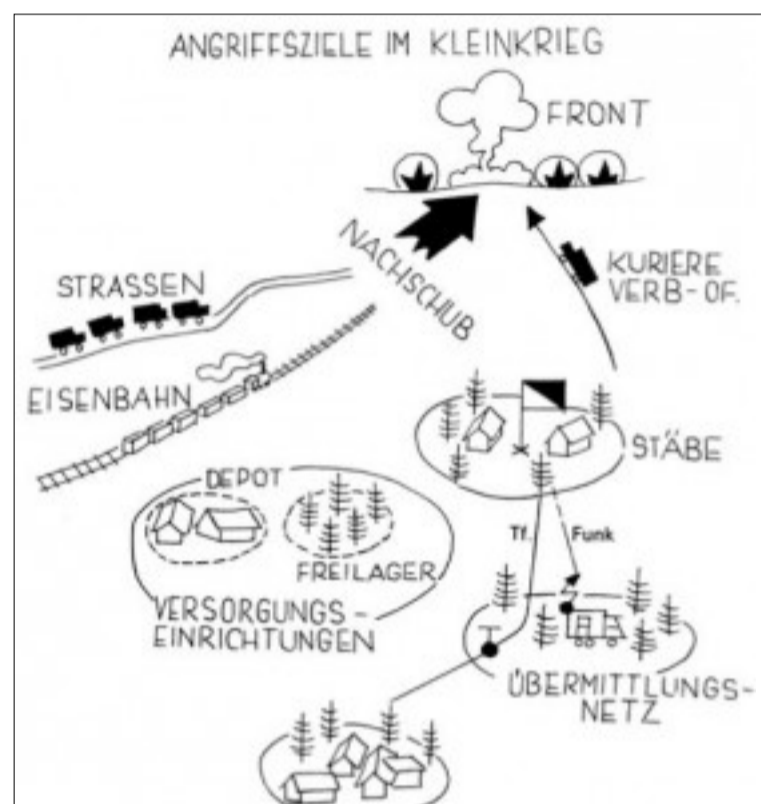 ANGRIFFSZIELE IM KLEINKRIEG
FRONT
NACHSCHUB
STRASSEN
KURIERE
VERB-OF.
EISENBAHN
STÄBE
DEPOT
FREILAGER
VERSORGUNGS-
EINRICHTUNGEN
Tf.
Funk
ÜBERMITTLUNGS-
NETZ